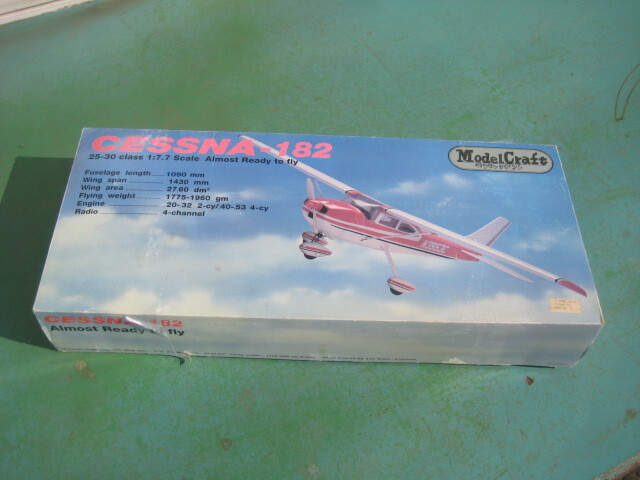 CESSNA-182
25-30 class 1:7.7 Scale Almost Ready to fly
Fuselage length ..... 1090 mm
Wing span ..... 1430 mm
Wing area ..... 27.60 dm²
Flying weight ..... 1775-1960 gm
Engine ..... 20-32 2-cy/40-53 4-cy
Radio ..... 4-channel
ModelCraft
CESSNA-182
Almost Ready to fly